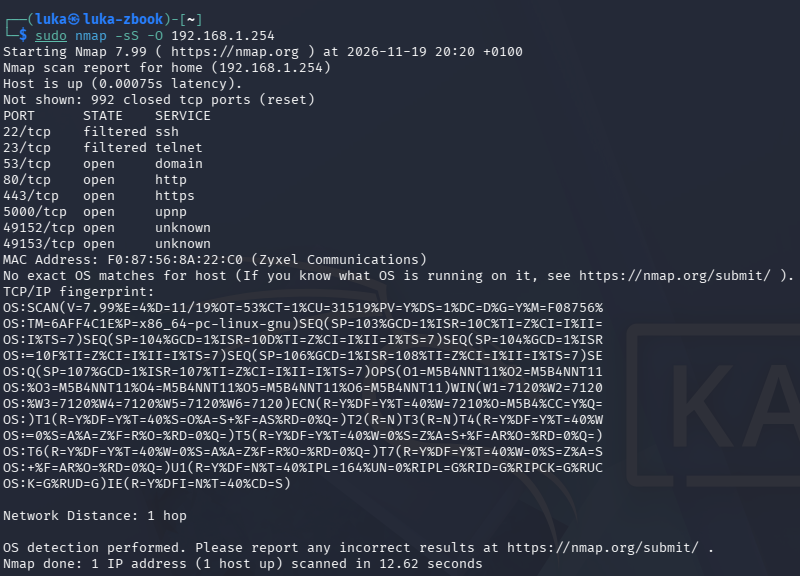 ┌──(luka㉿luka-zbook)-[~]
└─$ sudo nmap -sS -O 192.168.1.254
Starting Nmap 7.99 ( https://nmap.org ) at 2026-11-19 20:20 +0100
Nmap scan report for home (192.168.1.254)
Host is up (0.00075s latency).
Not shown: 992 closed tcp ports (reset)
PORT      STATE    SERVICE
22/tcp    filtered ssh
23/tcp    filtered telnet
53/tcp    open     domain
80/tcp    open     http
443/tcp   open     https
5000/tcp  open     upnp
49152/tcp open     unknown
49153/tcp open     unknown
MAC Address: F0:87:56:8A:22:C0 (Zyxel Communications)
No exact OS matches for host (If you know what OS is running on it, see https://nmap.org/submit/ ).
TCP/IP fingerprint:
OS:SCAN(V=7.99%E=4%D=11/19%OT=53%CT=1%CU=31519%PV=Y%DS=1%DC=D%G=Y%M=F08756%
OS:TM=6AFF4C1E%P=x86_64-pc-linux-gnu)SEQ(SP=103%GCD=1%ISR=10C%TI=Z%CI=I%II=
OS:I%TS=7)SEQ(SP=104%GCD=1%ISR=10D%TI=Z%CI=I%II=I%TS=7)SEQ(SP=104%GCD=1%ISR
OS:=10F%TI=Z%CI=I%II=I%TS=7)SEQ(SP=106%GCD=1%ISR=108%TI=Z%CI=I%II=I%TS=7)SE
OS:Q(SP=107%GCD=1%ISR=107%TI=Z%CI=I%II=I%TS=7)OPS(O1=M5B4NNT11%O2=M5B4NNT11
OS:%O3=M5B4NNT11%O4=M5B4NNT11%O5=M5B4NNT11%O6=M5B4NNT11)WIN(W1=7120%W2=7120
OS:%W3=7120%W4=7120%W5=7120%W6=7120)ECN(R=Y%DF=Y%T=40%W=7210%O=M5B4%CC=Y%Q=
OS:)T1(R=Y%DF=Y%T=40%S=O%A=S+%F=AS%RD=0%Q=)T2(R=N)T3(R=N)T4(R=Y%DF=Y%T=40%W
OS:=0%S=A%A=Z%F=R%O=%RD=0%Q=)T5(R=Y%DF=Y%T=40%W=0%S=Z%A=S+%F=AR%O=%RD=0%Q=)
OS:T6(R=Y%DF=Y%T=40%W=0%S=A%A=Z%F=R%O=%RD=0%Q=)T7(R=Y%DF=Y%T=40%W=0%S=Z%A=S
OS:+%F=AR%O=%RD=0%Q=)U1(R=Y%DF=N%T=40%IPL=164%UN=0%RIPL=G%RID=G%RIPCK=G%RUC
OS:K=G%RUD=G)IE(R=Y%DFI=N%T=40%CD=S)
Network Distance: 1 hop
OS detection performed. Please report any incorrect results at https://nmap.org/submit/ .
Nmap done: 1 IP address (1 host up) scanned in 12.62 seconds
KA